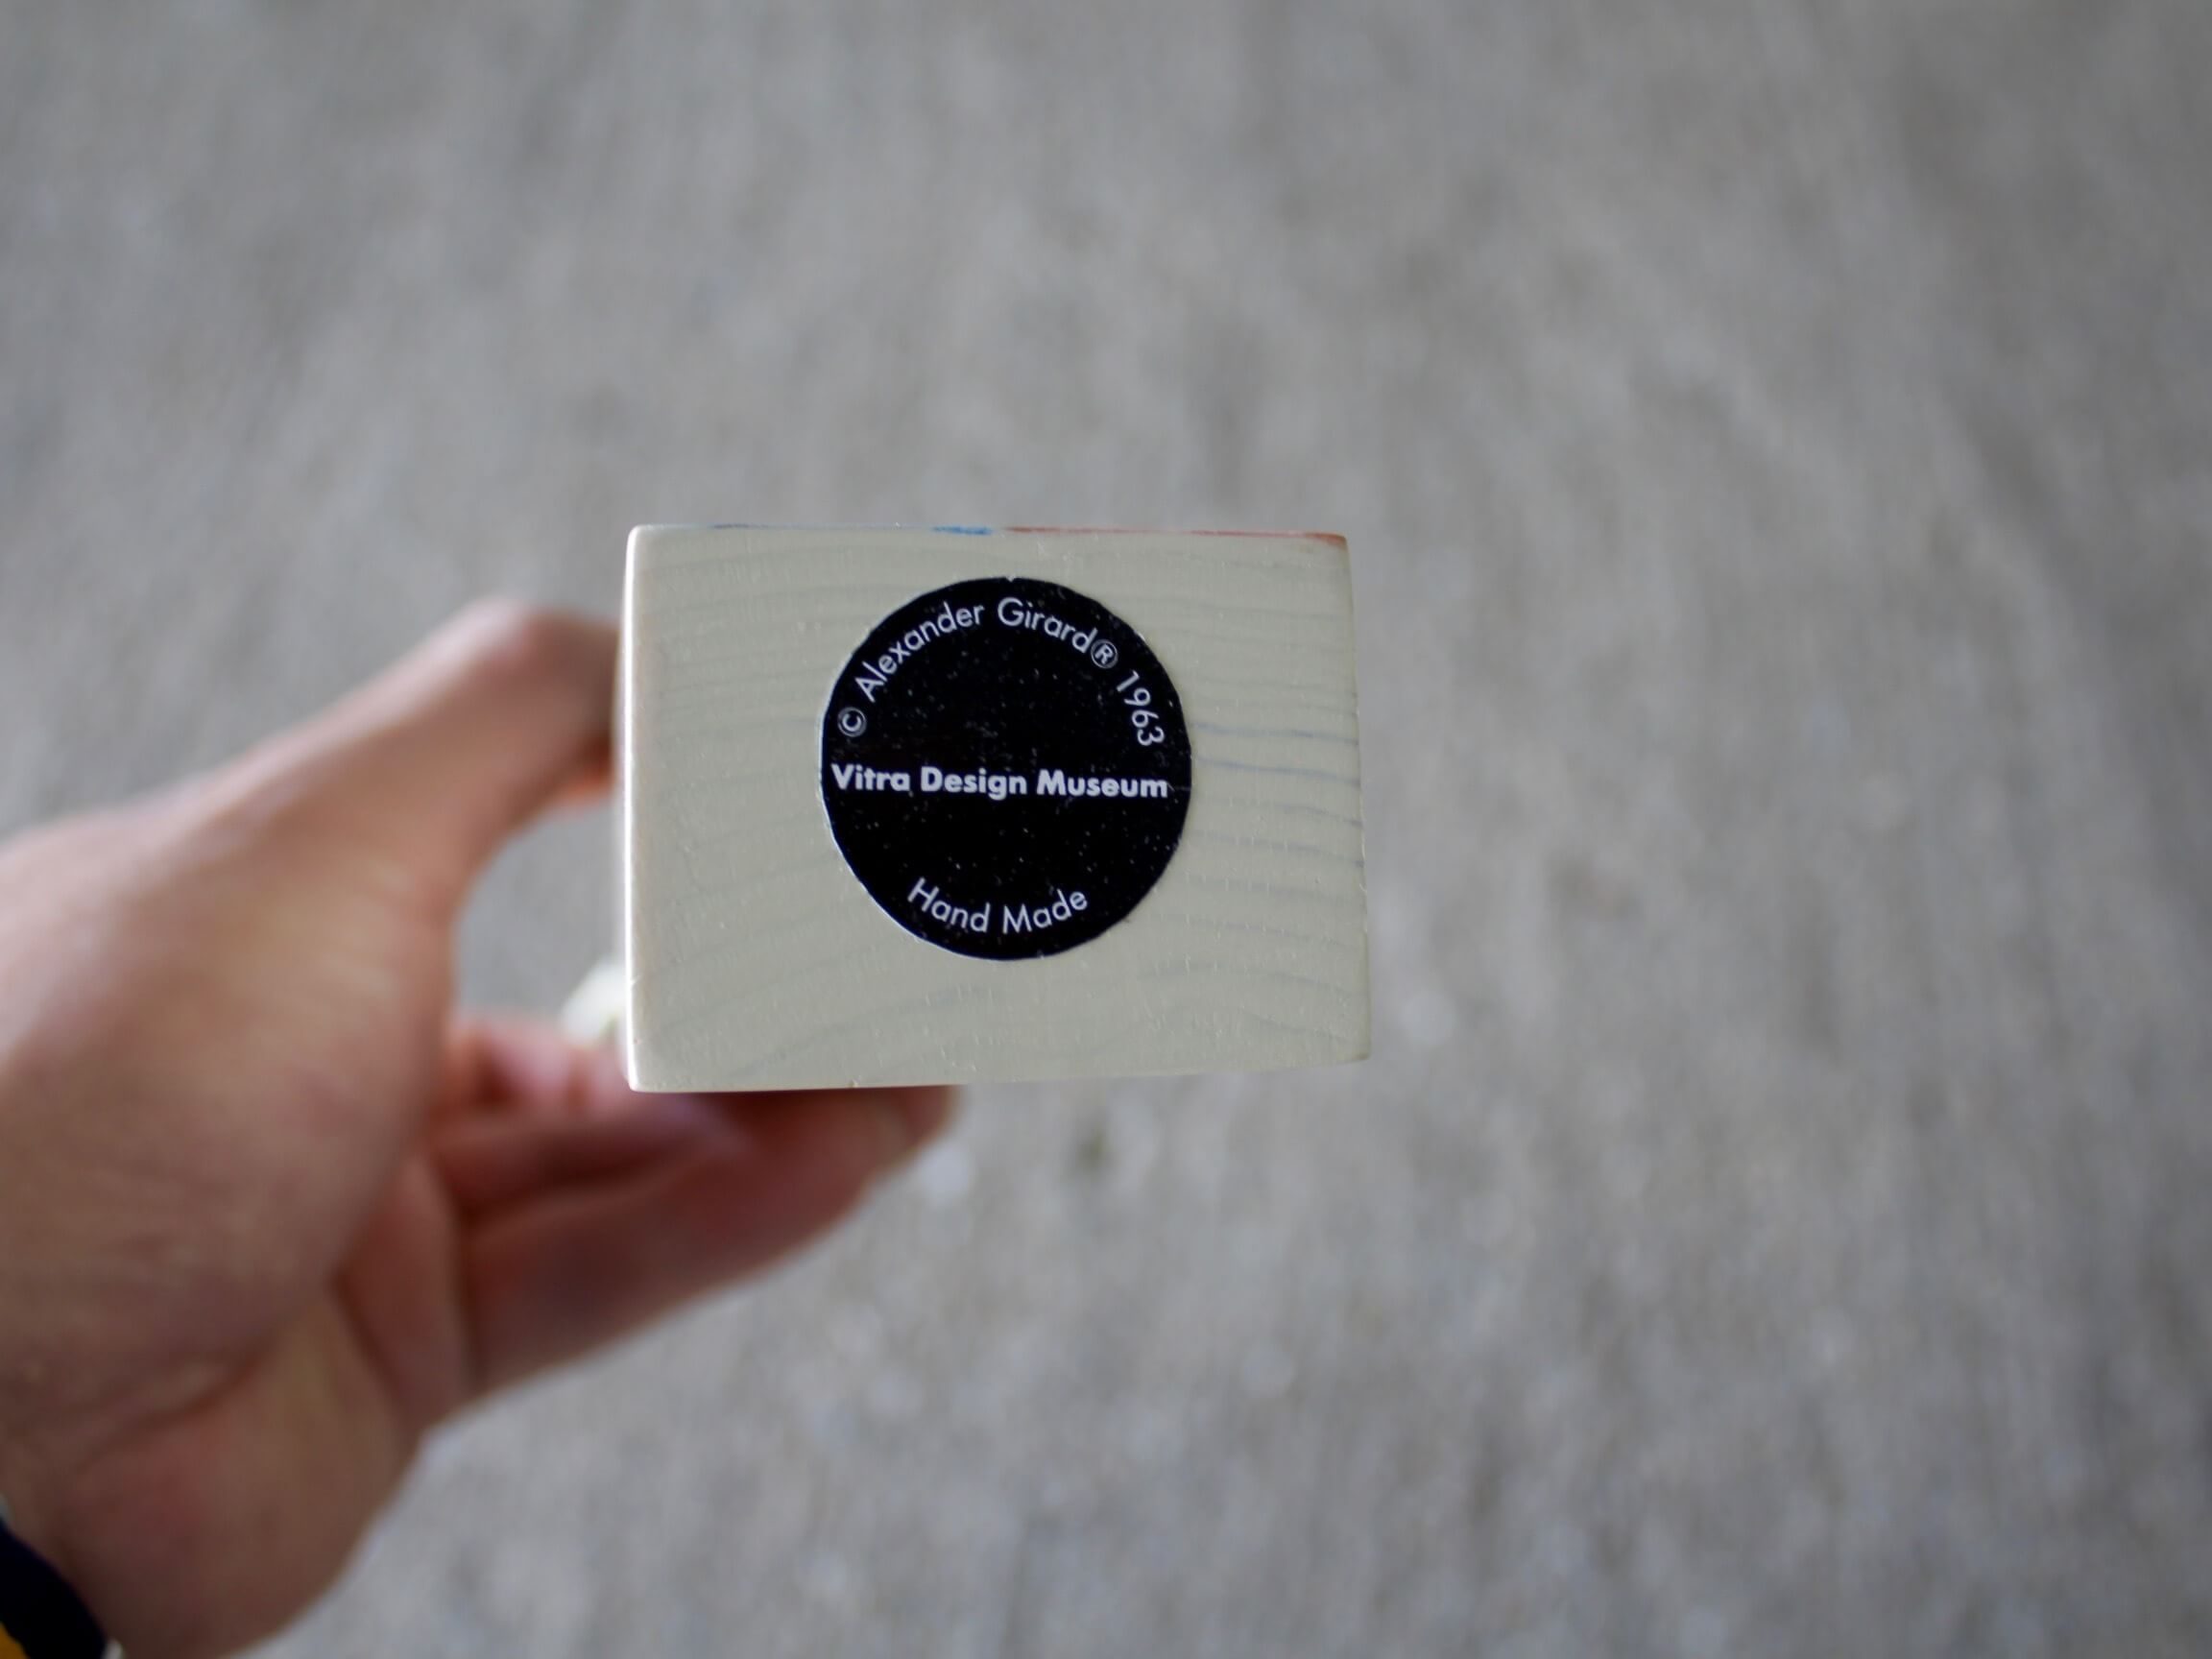 © Alexander Girard® 1963
Vitra Design Museum
Hand Made